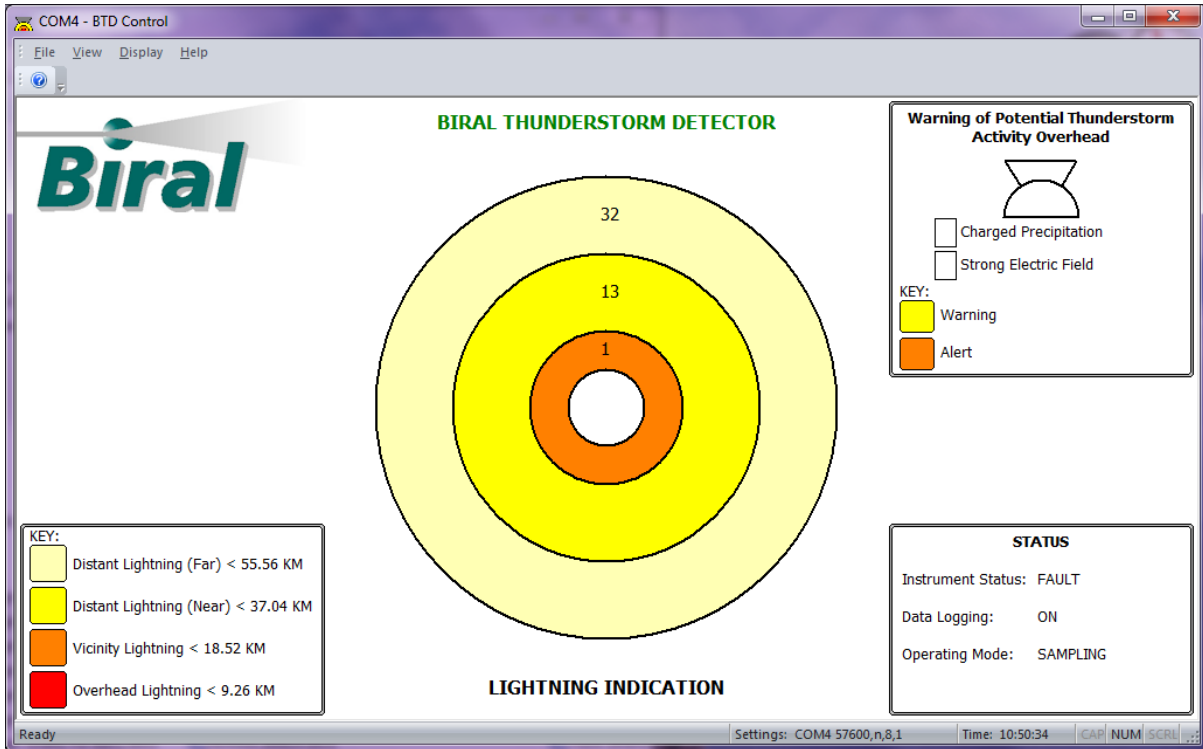 COM4 - BTD Control
File View Display Help
Biral
BIRAL THUNDERSTORM DETECTOR
32
13
1
LIGHTNING INDICATION
Warning of Potential Thunderstorm
Activity Overhead
Charged Precipitation
Strong Electric Field
KEY:
Warning
Alert
KEY:
Distant Lightning (Far) < 55.56 KM
Distant Lightning (Near) < 37.04 KM
Vicinity Lightning < 18.52 KM
Overhead Lightning < 9.26 KM
STATUS
Instrument Status: FAULT
Data Logging: ON
Operating Mode: SAMPLING
Ready Settings: COM4 57600,n,8,1 Time: 10:50:34 CAP NUM SCRL